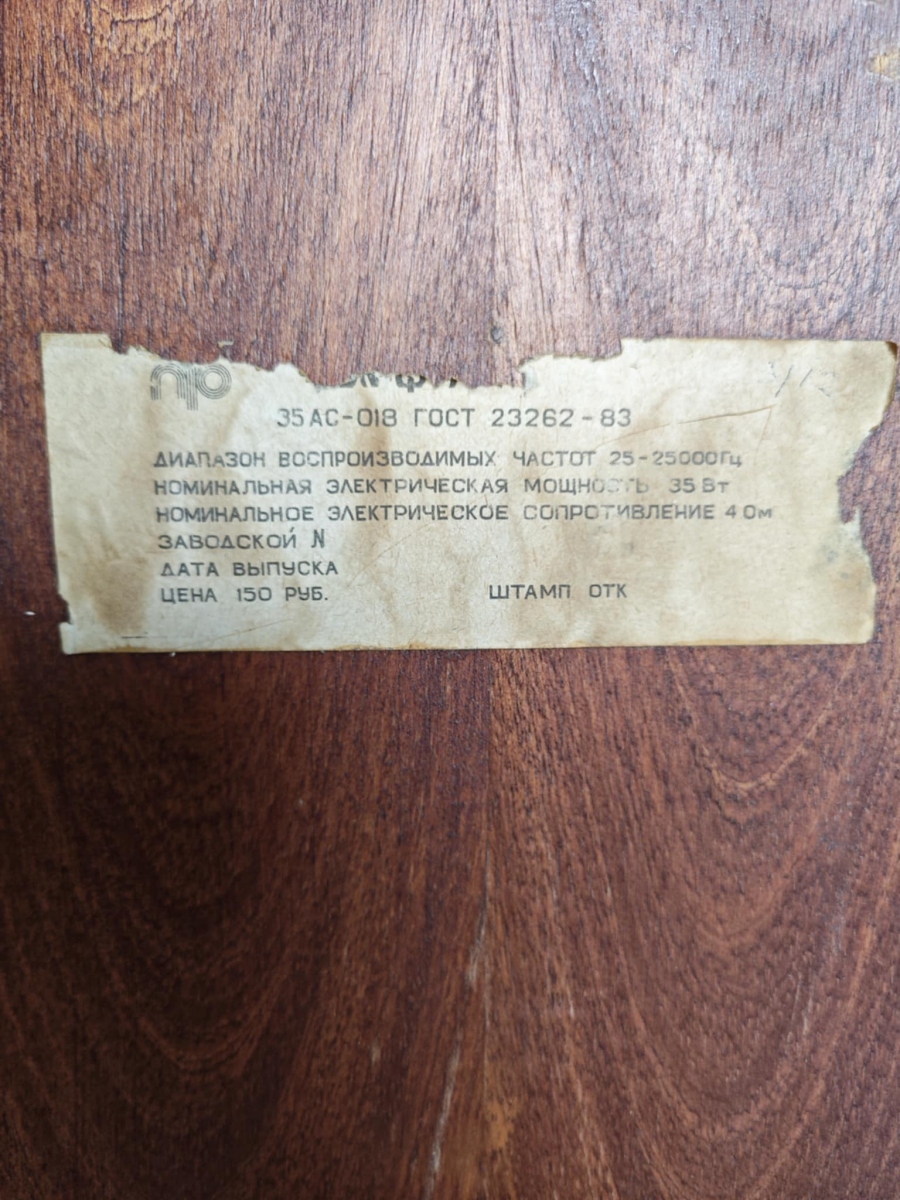 35АС-018 ГОСТ 23262-83
ДИАПАЗОН ВОСПРОИЗВОДИМЫХ ЧАСТОТ 25-25000Гц
НОМИНАЛЬНАЯ ЭЛЕКТРИЧЕСКАЯ МОЩНОСТЬ 35 Вт
НОМИНАЛЬНОЕ ЭЛЕКТРИЧЕСКОЕ СОПРОТИВЛЕНИЕ 4 Ом
ЗАВОДСКОЙ N
ДАТА ВЫПУСКА
ЦЕНА 150 РУБ. ШТАМП ОТК